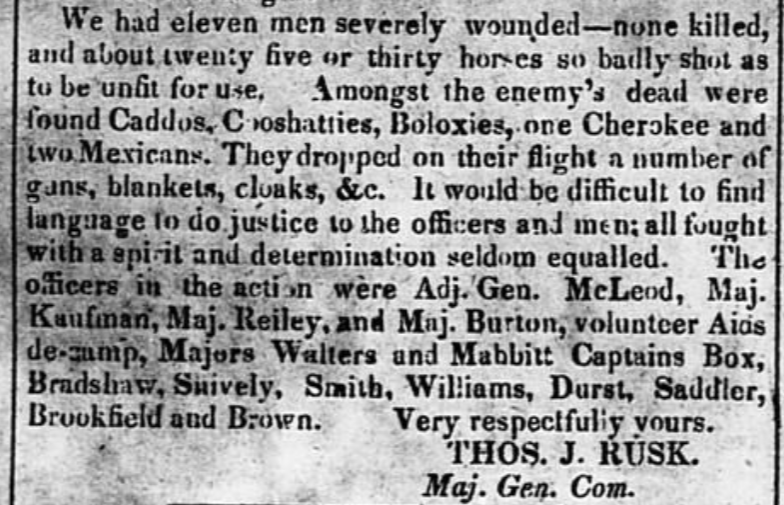 We had eleven men severely wounded—none killed,
and about twenty five or thirty horses so badly shot as
to be unfit for use. Amongst the enemy's dead were
found Caddos, Cooshatties, Boloxies, one Cherokee and
two Mexicans. They dropped on their flight a number of
guns, blankets, cloaks, &c. It would be difficult to find
language to do justice to the officers and men; all fought
with a spirit and determination seldom equalled. The
officers in the action were Adj. Gen. McLeod, Maj.
Kaufman, Maj. Reiley, and Maj. Burton, volunteer Aids
de-camp, Majors Walters and Mabbitt Captains Box,
Bradshaw, Snively, Smith, Williams, Durst, Saddler,
Brookfield and Brown. Very respectfully yours.
THOS. J. RUSK.
Maj. Gen. Com.